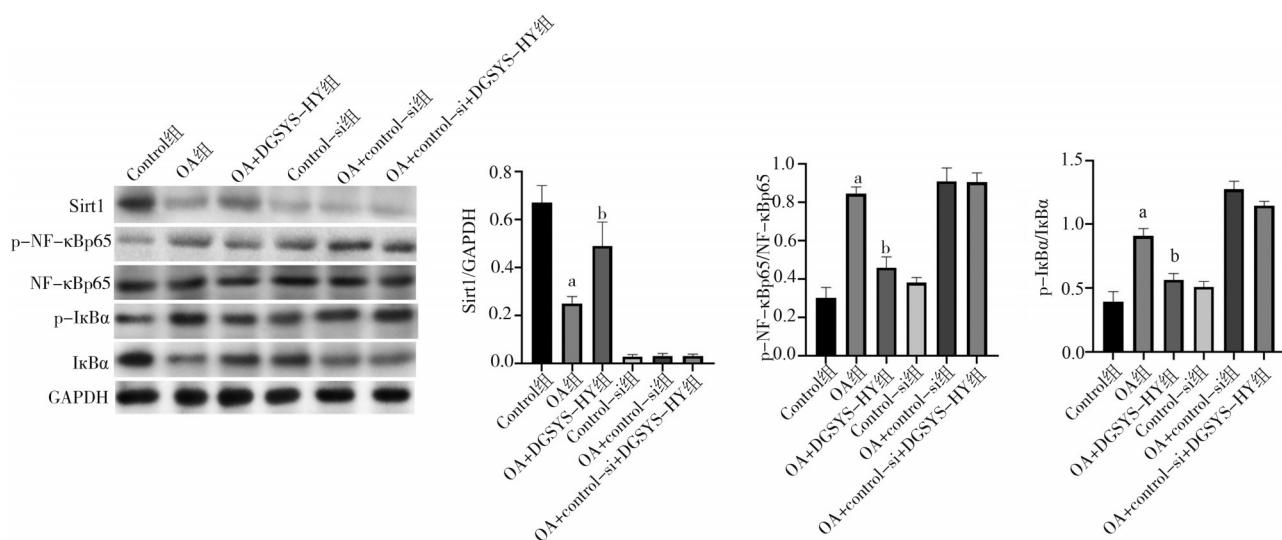 Control组
OA组
OA+DGSYS-HY组
Control-si组
OA+control-si组
OA+control-si+DGSYS-HY组
Sirt1
p-NF-κBp65
NF-κBp65
p-IκBα
IκBα
GAPDH
Sirt1/GAPDH
0.8
0.6
0.4
0.2
0.0
a
b
Control组
OA组
OA+DGSYS-HY组
Control-si组
OA+control-si组
OA+control-si+DGSYS-HY组
p-NF-κBp65/NF-κBp65
1.0
0.8
0.6
0.4
0.2
0.0
a
b
Control组
OA组
OA+DGSYS-HY组
Control-si组
OA+control-si组
OA+control-si+DGSYS-HY组
p-IκBα/IκBα
1.5
1.0
0.5
0.0
a
b
Control组
OA组
OA+DGSYS-HY组
Control-si组
OA+control-si组
OA+control-si+DGSYS-HY组